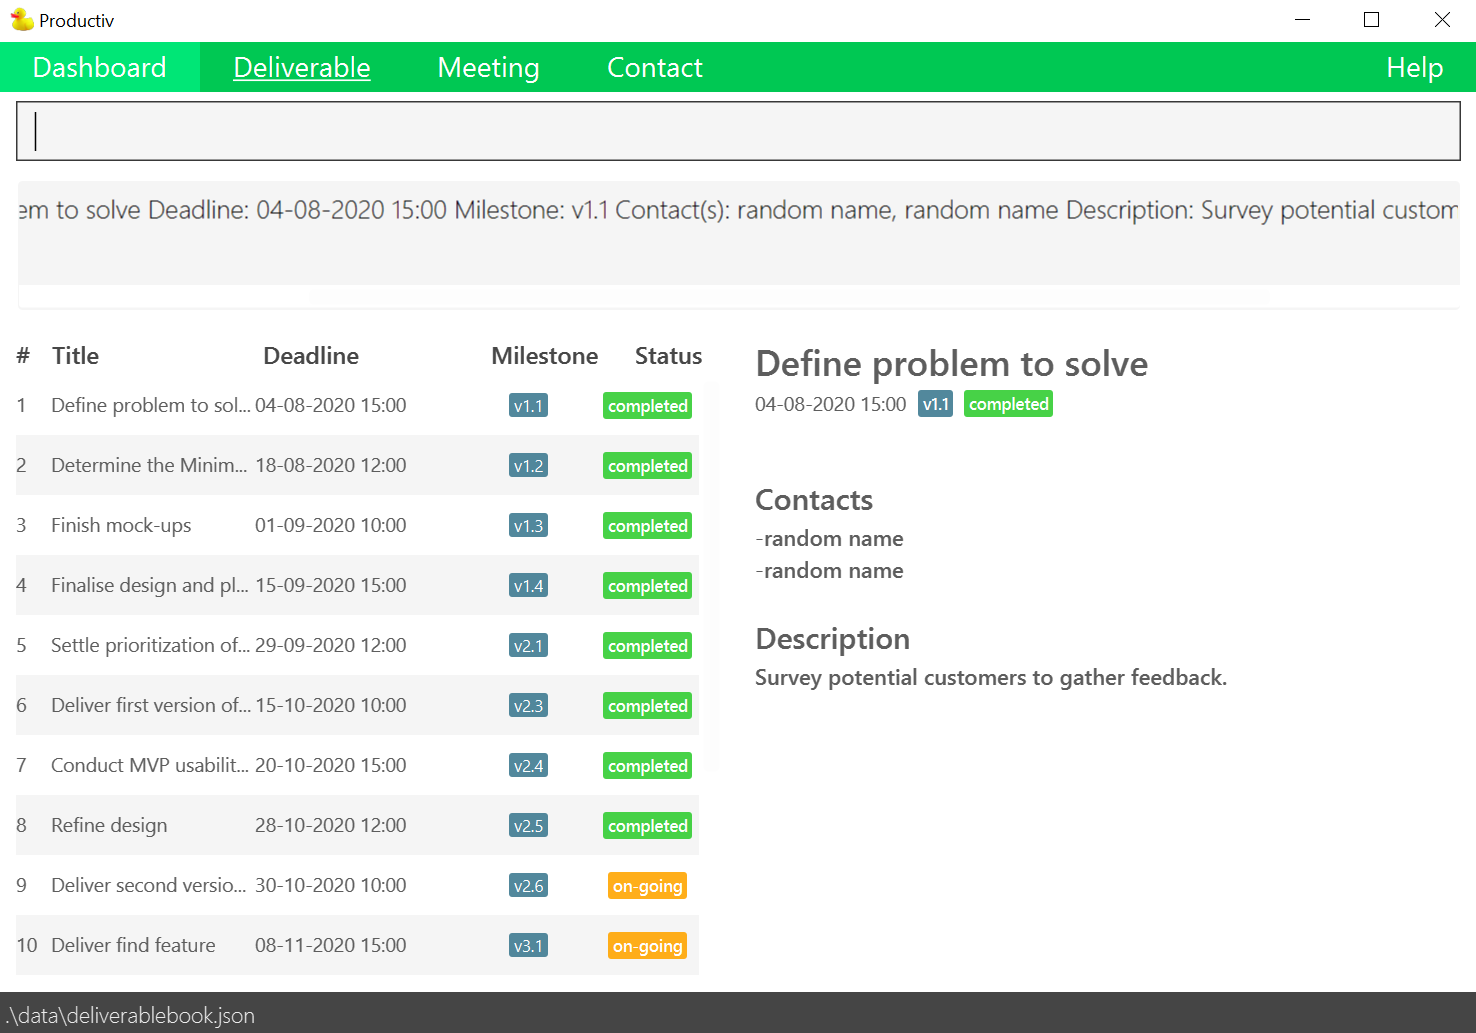 Productiv
Dashboard Deliverable Meeting Contact Help
em to solve Deadline: 04-08-2020 15:00 Milestone: v1.1 Contact(s): random name, random name Description: Survey potential custom
# Title Deadline Milestone Status
1 Define problem to sol... 04-08-2020 15:00 v1.1 completed
2 Determine the Minim... 18-08-2020 12:00 v1.2 completed
3 Finish mock-ups 01-09-2020 10:00 v1.3 completed
4 Finalise design and pl... 15-09-2020 15:00 v1.4 completed
5 Settle prioritization of... 29-09-2020 12:00 v2.1 completed
6 Deliver first version of... 15-10-2020 10:00 v2.3 completed
7 Conduct MVP usabilit... 20-10-2020 15:00 v2.4 completed
8 Refine design 28-10-2020 12:00 v2.5 completed
9 Deliver second versio... 30-10-2020 10:00 v2.6 on-going
10 Deliver find feature 08-11-2020 15:00 v3.1 on-going
Define problem to solve
04-08-2020 15:00 v1.1 completed
Contacts
-random name
-random name
Description
Survey potential customers to gather feedback.
.\data\deliverablebook.json